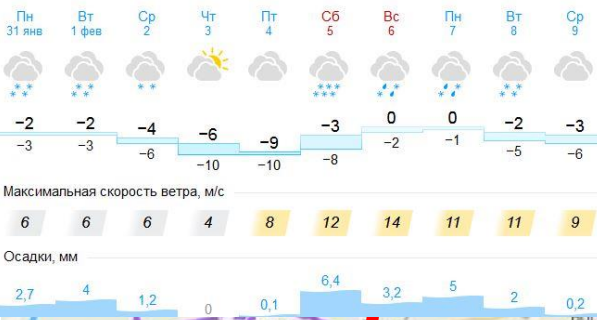 Пн Вт Ср Чт Пт Сб Вс Пн Вт Ср
31 янв 1 фев 2 3 4 5 6 7 8 9
−2 −2 −4 −6 −9 −3 0 0 −2 −3
−3 −3 −6 −10 −10 −8 −2 −1 −5 −6
Максимальная скорость ветра, м/с
6 6 6 4 8 12 14 11 11 9
Осадки, мм
2,7 4 1,2 0 0,1 6,4 3,2 5 2 0,2